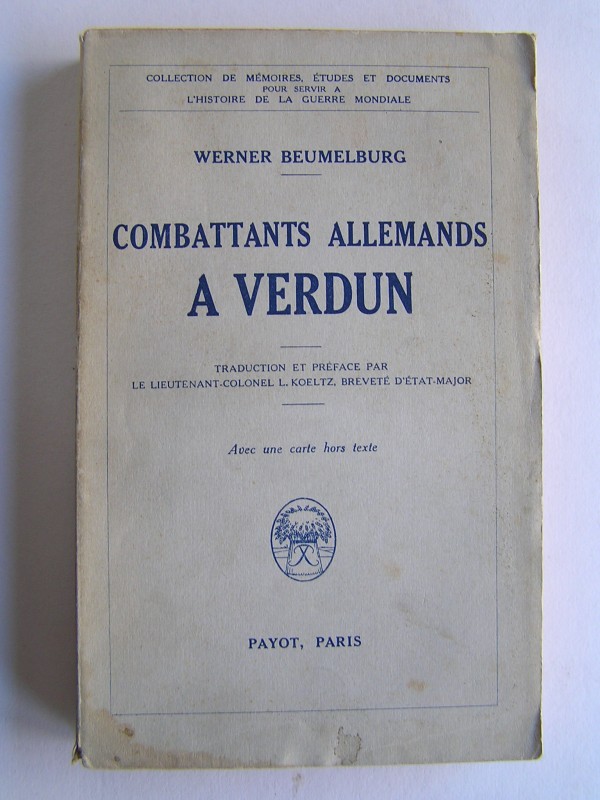 COLLECTION DE MÉMOIRES, ÉTUDES ET DOCUMENTS
POUR SERVIR A
L'HISTOIRE DE LA GUERRE MONDIALE
WERNER BEUMELBURG
COMBATTANTS ALLEMANDS
A VERDUN
TRADUCTION ET PRÉFACE PAR
LE LIEUTENANT-COLONEL L. KOELTZ, BREVETÉ D'ÉTAT-MAJOR
Avec une carte hors texte
PAYOT, PARIS